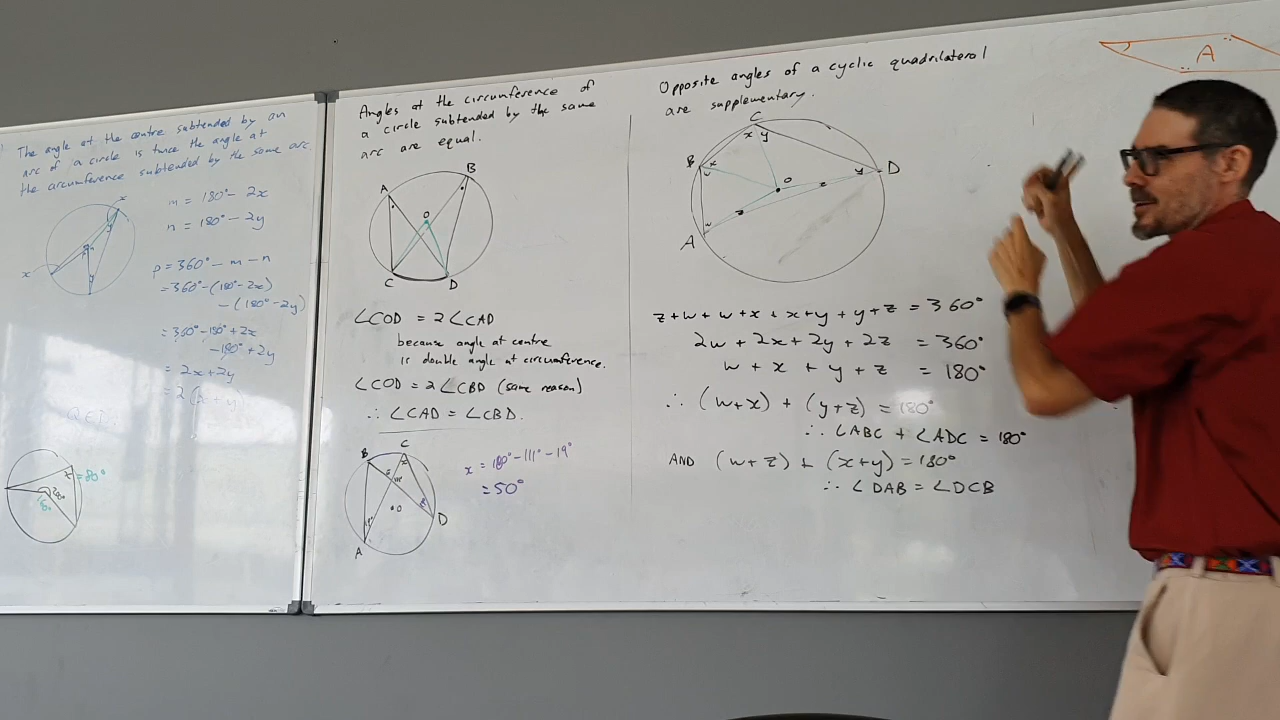 The angle at the centre subtended by an
arc of a circle is twice the angle at
the circumference subtended by the same arc.
x
y
m = 180° - 2x
n = 180° - 2y
p = 360° - m - n
= 360° - (180° - 2x)
- (180° - 2y)
= 360° - 180° + 2x
- 180° + 2y
= 2x + 2y
= 2(x + y)
Q.E.D.
= 80°
200°
Angles at the circumference of
a circle subtended by the same
arc are equal.
A
B
O
C
D
∠COD = 2∠CAD
because angle at centre
is double angle at circumference.
∠COD = 2∠CBD (same reason)
∴ ∠CAD = ∠CBD.
B
C
x
111°
19°
O
D
A
x = 180° - 111° - 19°
= 50°
Opposite angles of a cyclic quadrilateral
are supplementary.
C
x y
B
x
w
O
z
y
D
z
w
A
z+w+w+x+x+y+y+z = 360°
2w + 2x + 2y + 2z = 360°
w + x + y + z = 180°
∴ (w+x) + (y+z) = 180°
∴ ∠ABC + ∠ADC = 180°
AND (w+z) + (x+y) = 180°
∴ ∠DAB = ∠DCB
A